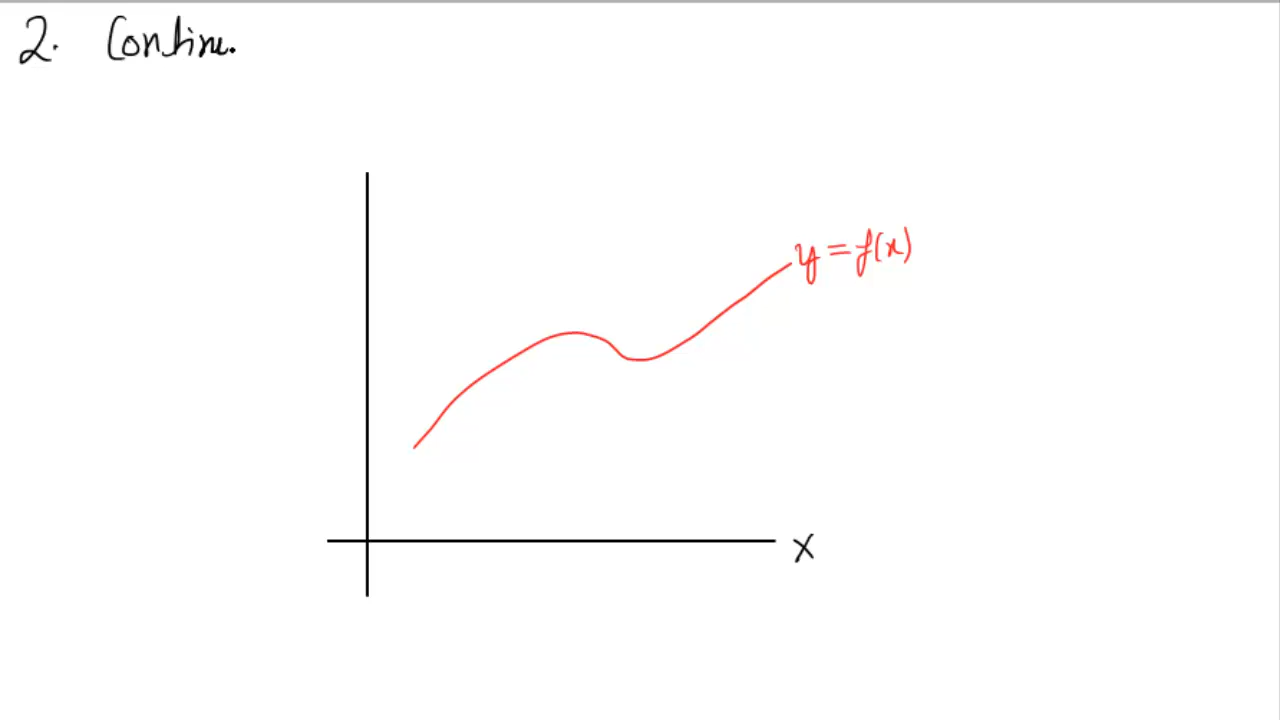 2. Contin.
y = f(x)
X